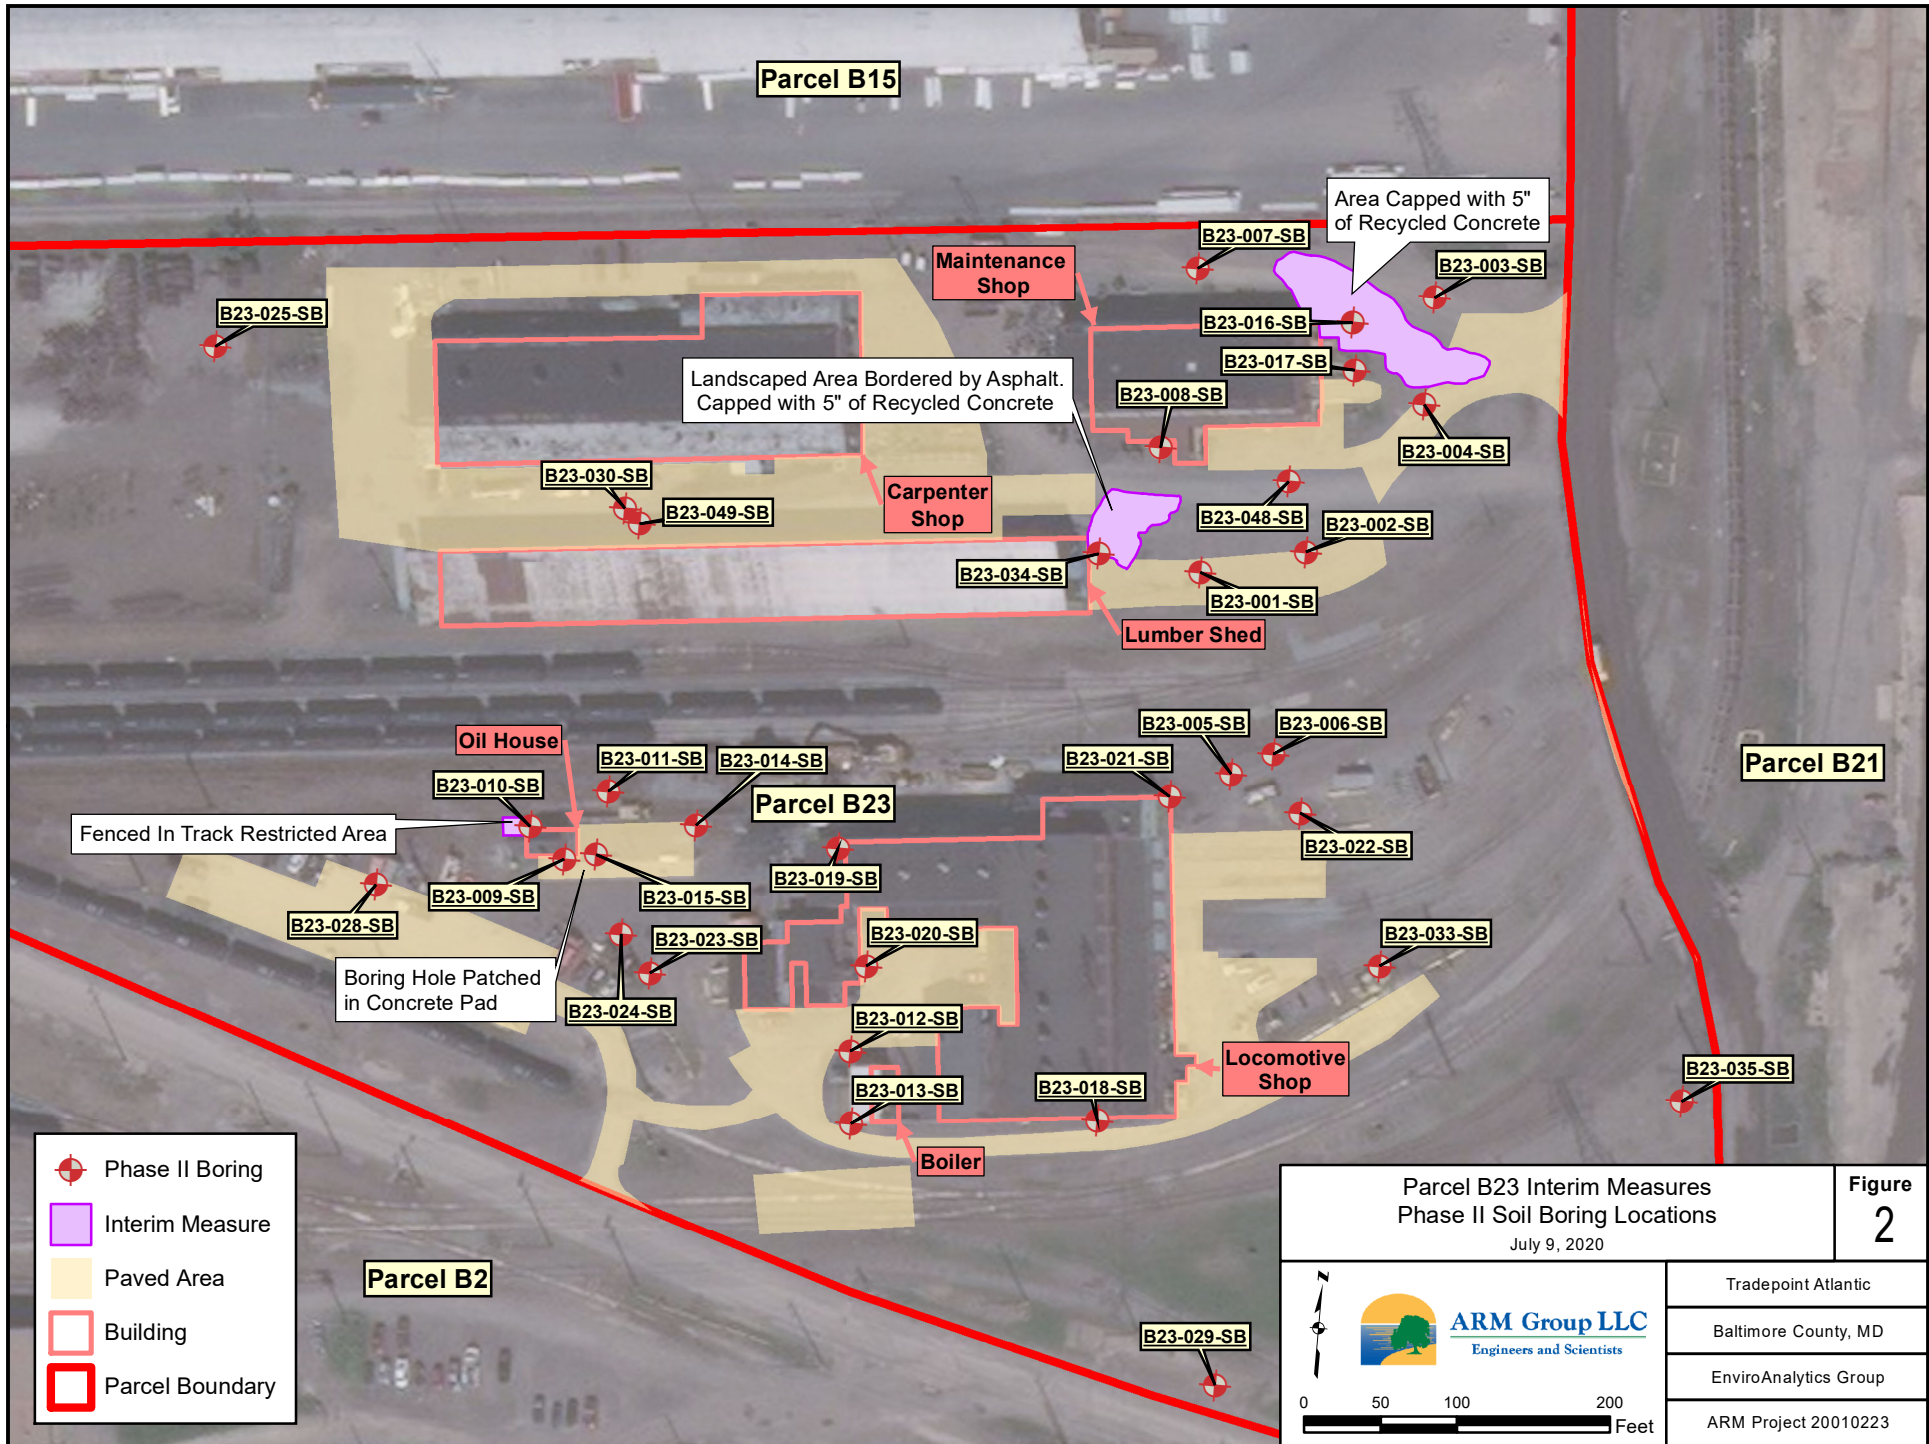 Parcel B15
Area Capped with 5"
of Recycled Concrete
B23-007-SB
B23-003-SB
Maintenance
Shop
B23-025-SB
B23-016-SB
B23-017-SB
Landscaped Area Bordered by Asphalt.
Capped with 5" of Recycled Concrete
B23-008-SB
B23-004-SB
B23-030-SB
Carpenter
Shop
B23-049-SB
B23-048-SB
B23-002-SB
B23-034-SB
B23-001-SB
Lumber Shed
B23-005-SB
B23-006-SB
Oil House
B23-011-SB
B23-014-SB
B23-021-SB
Parcel B21
B23-010-SB
Parcel B23
Fenced In Track Restricted Area
B23-022-SB
B23-019-SB
B23-009-SB
B23-015-SB
B23-028-SB
B23-023-SB
B23-020-SB
B23-033-SB
Boring Hole Patched
in Concrete Pad
B23-024-SB
B23-012-SB
Locomotive
Shop
B23-035-SB
B23-013-SB
B23-018-SB
Boiler
Phase II Boring
Interim Measure
Paved Area
Building
Parcel Boundary
Parcel B2
B23-029-SB
Parcel B23 Interim Measures
Phase II Soil Boring Locations
July 9, 2020
Figure
2
N
ARM Group LLC
Engineers and Scientists
0 50 100 200
Feet
Tradepoint Atlantic
Baltimore County, MD
EnviroAnalytics Group
ARM Project 20010223